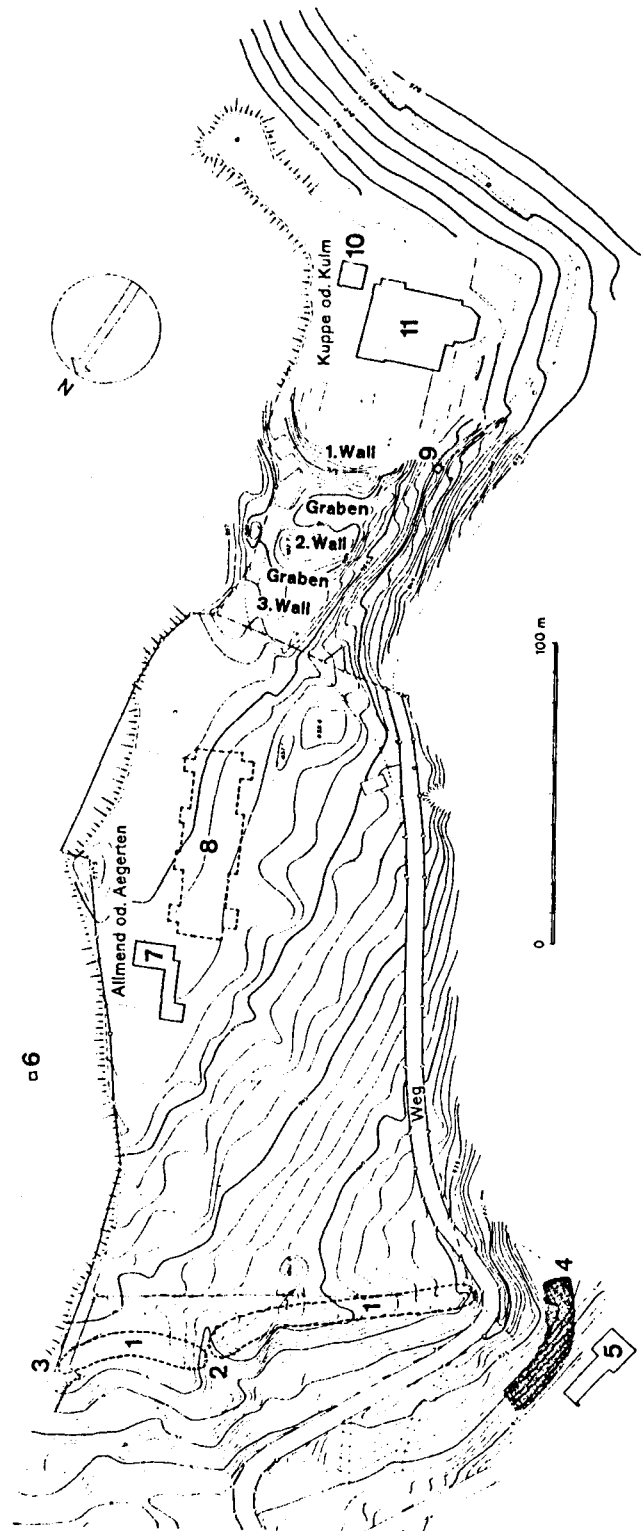 N
Kuppe od. Kulm
10
11
1. Wall
9
Graben
2. Wall
Graben
3. Wall
100 m
0
Allmend od. Aegerten
8
7
6
Weg
3
1
2
1
4
5